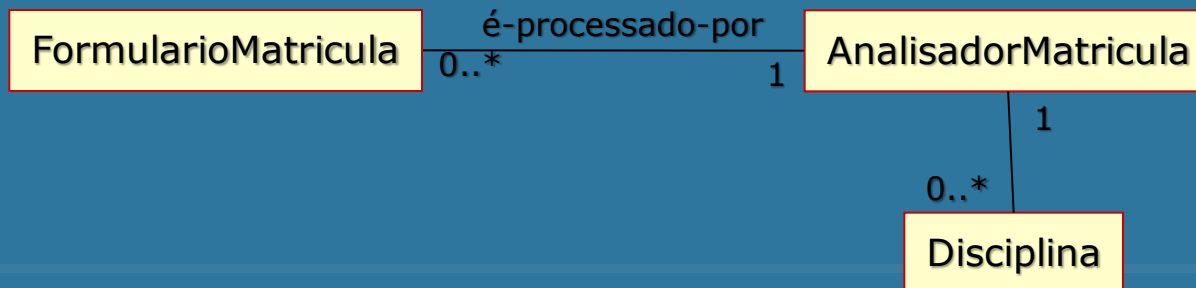 é-processado-por
FormularioMatricula
AnalisadorMatricula
0..*
1
1
0..*
Disciplina